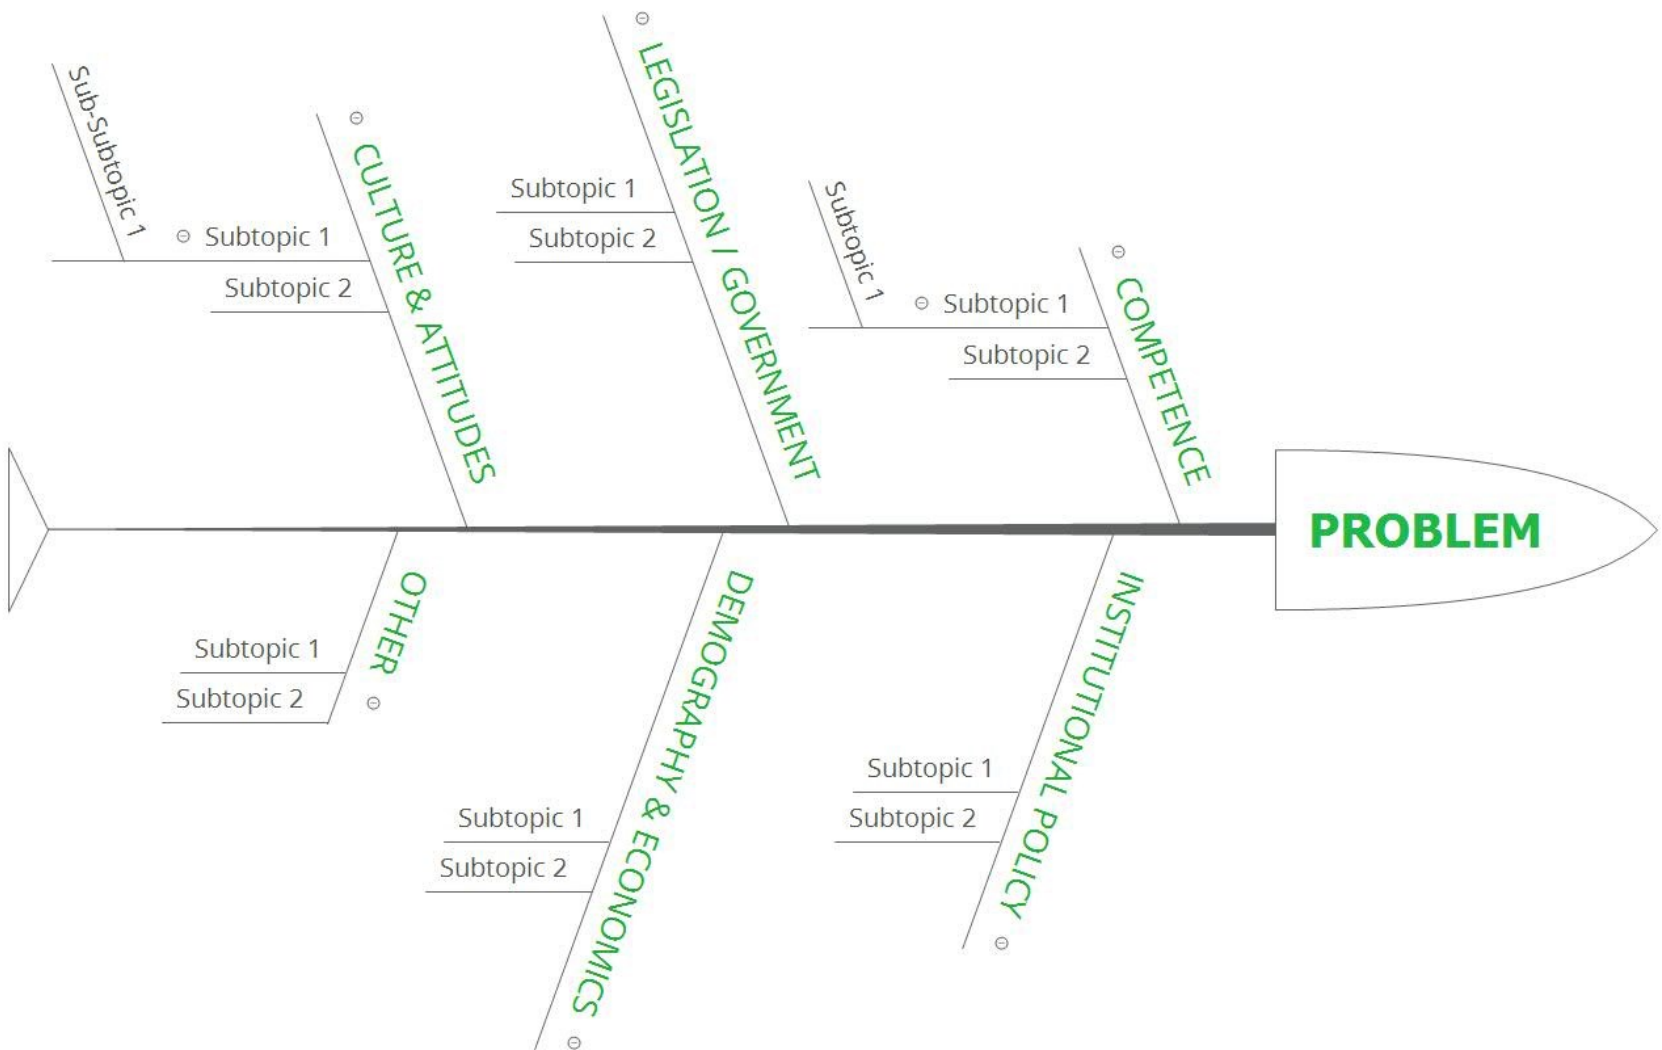 Sub-Subtopic 1
Subtopic 1
Subtopic 2
CULTURE & ATTITUDES
Subtopic 1
Subtopic 2
LEGISLATION / GOVERNMENT
Subtopic 1
Subtopic 1
Subtopic 2
COMPETENCE
PROBLEM
OTHER
Subtopic 1
Subtopic 2
DEMOGRAPHY & ECONOMICS
Subtopic 1
Subtopic 2
INSTITUTIONAL POLICY
Subtopic 1
Subtopic 2